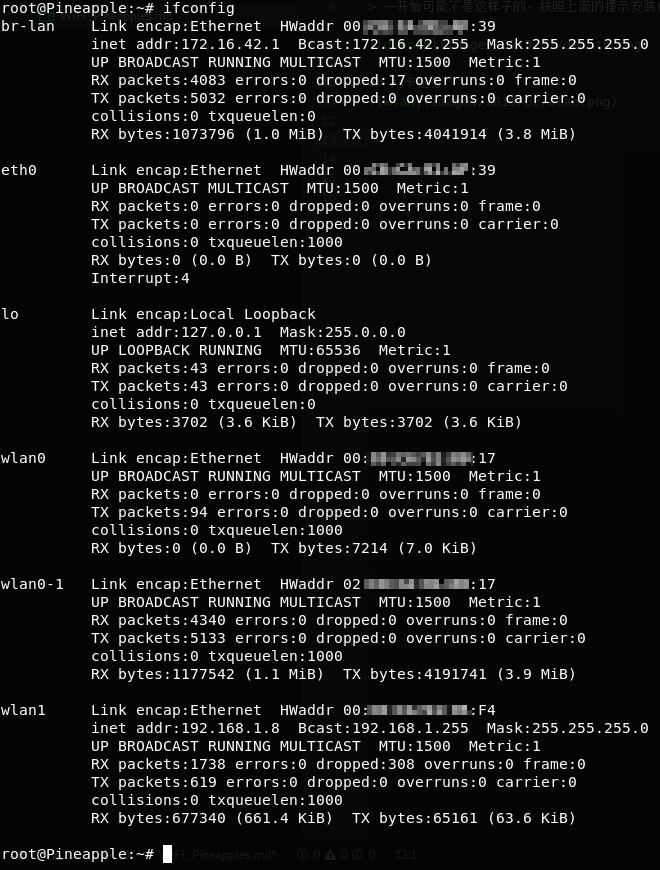 root@Pineapple:~# ifconfig
br-lan Link encap:Ethernet HWaddr 00 :39
inet addr:172.16.42.1 Bcast:172.16.42.255 Mask:255.255.255.0
UP BROADCAST RUNNING MULTICAST MTU:1500 Metric:1
RX packets:4083 errors:0 dropped:17 overruns:0 frame:0
TX packets:5032 errors:0 dropped:0 overruns:0 carrier:0
collisions:0 txqueuelen:0
RX bytes:1073796 (1.0 MiB) TX bytes:4041914 (3.8 MiB)
eth0 Link encap:Ethernet HWaddr 00 :39
UP BROADCAST MULTICAST MTU:1500 Metric:1
RX packets:0 errors:0 dropped:0 overruns:0 frame:0
TX packets:0 errors:0 dropped:0 overruns:0 carrier:0
collisions:0 txqueuelen:1000
RX bytes:0 (0.0 B) TX bytes:0 (0.0 B)
Interrupt:4
lo Link encap:Local Loopback
inet addr:127.0.0.1 Mask:255.0.0.0
UP LOOPBACK RUNNING MTU:65536 Metric:1
RX packets:43 errors:0 dropped:0 overruns:0 frame:0
TX packets:43 errors:0 dropped:0 overruns:0 carrier:0
collisions:0 txqueuelen:0
RX bytes:3702 (3.6 KiB) TX bytes:3702 (3.6 KiB)
wlan0 Link encap:Ethernet HWaddr 00: :17
UP BROADCAST RUNNING MULTICAST MTU:1500 Metric:1
RX packets:0 errors:0 dropped:0 overruns:0 frame:0
TX packets:94 errors:0 dropped:0 overruns:0 carrier:0
collisions:0 txqueuelen:1000
RX bytes:0 (0.0 B) TX bytes:7214 (7.0 KiB)
wlan0-1 Link encap:Ethernet HWaddr 02 :17
UP BROADCAST RUNNING MULTICAST MTU:1500 Metric:1
RX packets:4340 errors:0 dropped:0 overruns:0 frame:0
TX packets:5133 errors:0 dropped:0 overruns:0 carrier:0
collisions:0 txqueuelen:1000
RX bytes:1177542 (1.1 MiB) TX bytes:4191741 (3.9 MiB)
wlan1 Link encap:Ethernet HWaddr 00: :F4
inet addr:192.168.1.8 Bcast:192.168.1.255 Mask:255.255.255.0
UP BROADCAST RUNNING MULTICAST MTU:1500 Metric:1
RX packets:1738 errors:0 dropped:308 overruns:0 frame:0
TX packets:619 errors:0 dropped:0 overruns:0 carrier:0
collisions:0 txqueuelen:1000
RX bytes:677340 (661.4 KiB) TX bytes:65161 (63.6 KiB)
root@Pineapple:~#